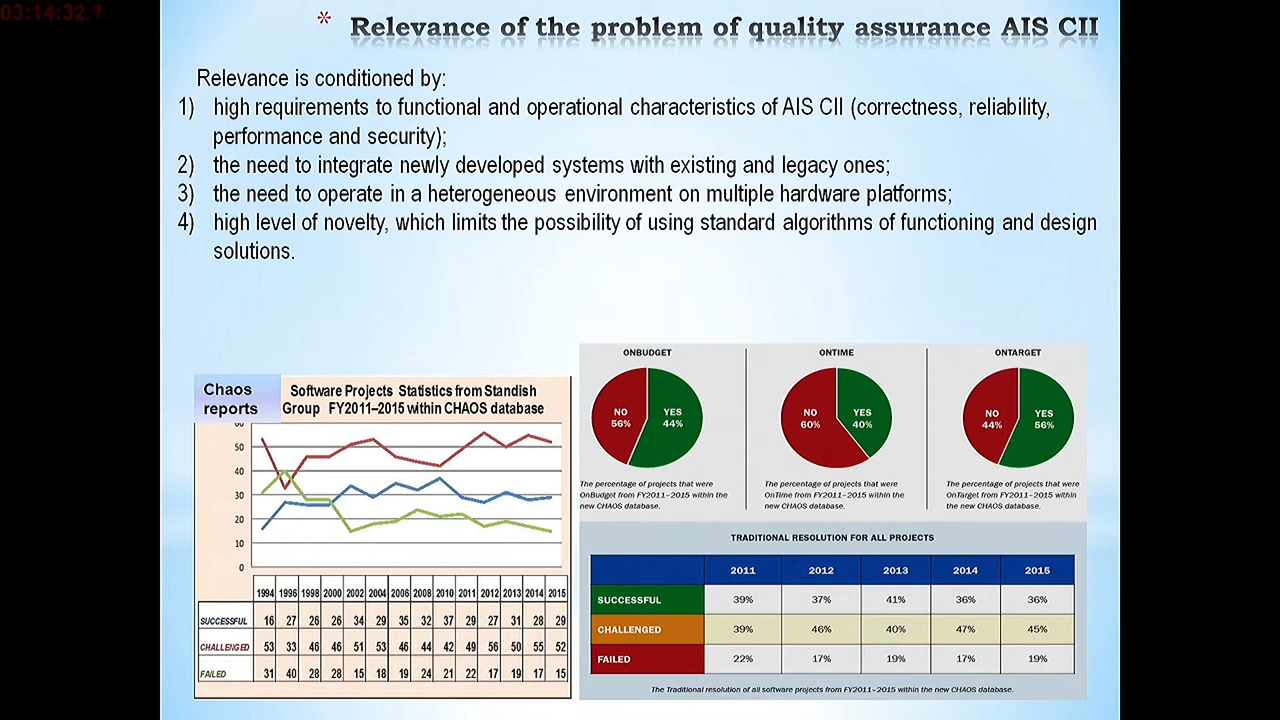 03:14:32.7
* Relevance of the problem of quality assurance AIS CII
Relevance is conditioned by:
1) high requirements to functional and operational characteristics of AIS CII (correctness, reliability,
performance and security);
2) the need to integrate newly developed systems with existing and legacy ones;
3) the need to operate in a heterogeneous environment on multiple hardware platforms;
4) high level of novelty, which limits the possibility of using standard algorithms of functioning and design
solutions.
Chaos
reports
Software Projects Statistics from Standish
Group FY2011–2015 within CHAOS database
60
50
40
30
20
10
0
1994 1996 1998 2000 2002 2004 2006 2008 2010 2011 2012 2013 2014 2015
SUCCESSFUL 16 27 26 26 34 29 35 32 37 29 27 31 28 29
CHALLENGED 53 33 46 46 51 53 46 44 42 49 56 50 55 52
FAILED 31 40 28 28 15 18 19 24 21 22 17 19 17 15
ONBUDGET
NO
56%
YES
44%
The percentage of projects that were
OnBudget from FY2011–2015 within the
new CHAOS database.
ONTIME
NO
60%
YES
40%
The percentage of projects that were
OnTime from FY2011–2015 within the
new CHAOS database.
ONTARGET
NO
44%
YES
56%
The percentage of projects that were
OnTarget from FY2011–2015 within
the new CHAOS database.
TRADITIONAL RESOLUTION FOR ALL PROJECTS
2011 2012 2013 2014 2015
SUCCESSFUL 39% 37% 41% 36% 36%
CHALLENGED 39% 46% 40% 47% 45%
FAILED 22% 17% 19% 17% 19%
The Traditional resolution of all software projects from FY2011–2015 within the new CHAOS database.